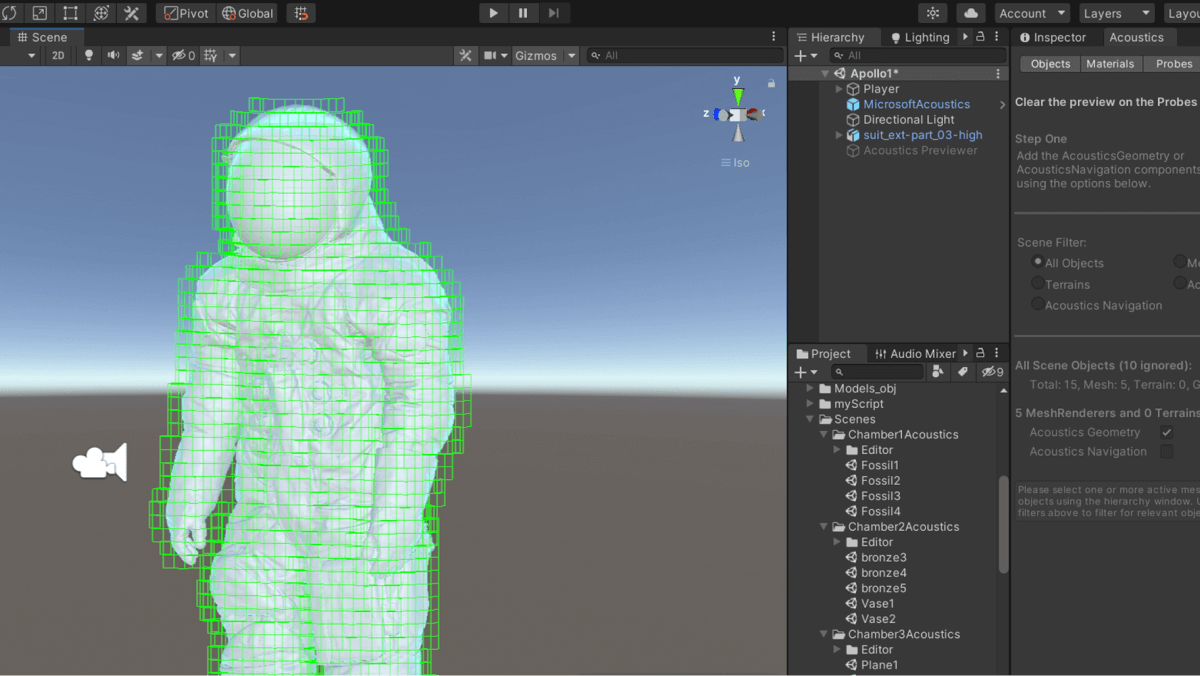 Pivot Global Account Layers Layou
Scene
2D 0 Gizmos All
y
z x
Iso
Hierarchy Lighting
All
Apollo1*
Player
MicrosoftAcoustics
Directional Light
suit_ext-part_03-high
Acoustics Previewer
Project Audio Mixer
9
Models_obj
myScript
Scenes
Chamber1Acoustics
Editor
Fossil1
Fossil2
Fossil3
Fossil4
Chamber2Acoustics
Editor
bronze3
bronze4
bronze5
Vase1
Vase2
Chamber3Acoustics
Editor
Plane1
Inspector Acoustics
Objects Materials Probes
Clear the preview on the Probes
Step One
Add the AcousticsGeometry or
AcousticsNavigation components
using the options below.
Scene Filter:
All Objects Me
Terrains Ac
Acoustics Navigation
All Scene Objects (10 ignored):
Total: 15, Mesh: 5, Terrain: 0, G
5 MeshRenderers and 0 Terrains
Acoustics Geometry
Acoustics Navigation
Please select one or more active mes
objects using the hierarchy window. U
filters above to filter for relevant obje